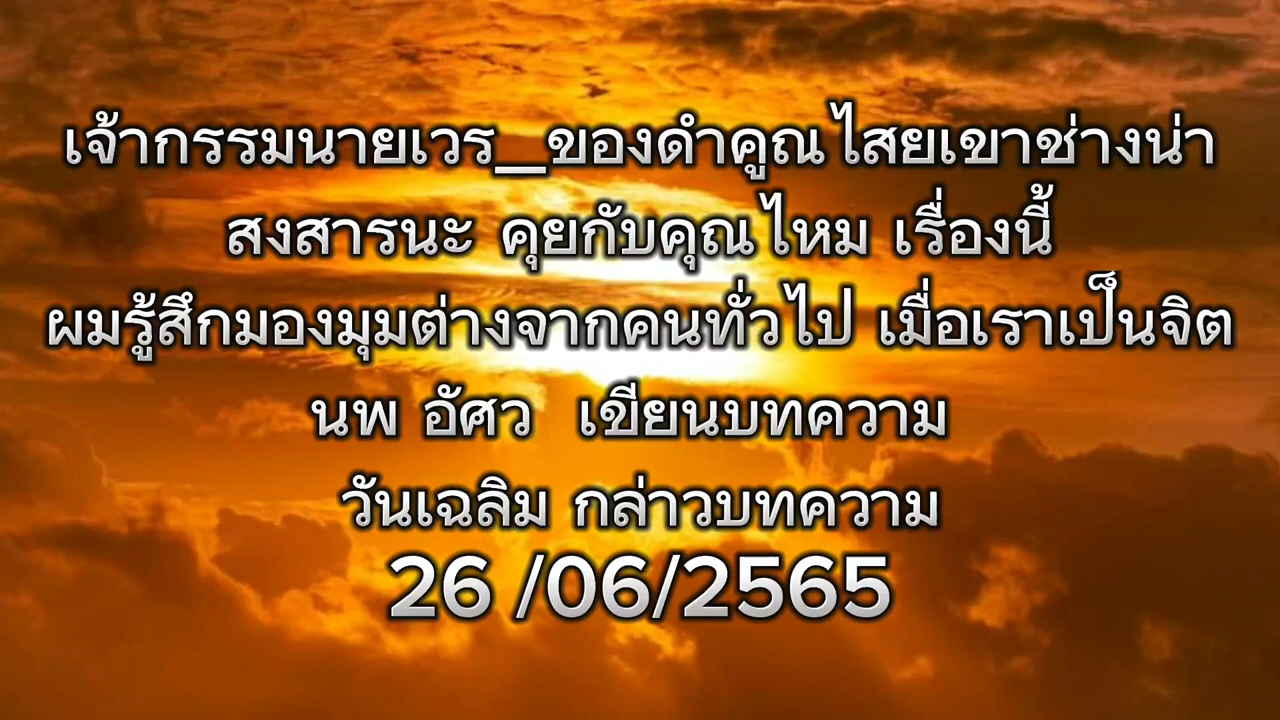 เจ้ากรรมนายเวร__ของดำคูณไสยเขาช่างน่า
สงสารนะ คุยกับคุณไหม เรื่องนี้
ผมรู้สึกมองมุมต่างจากคนทั่วไป เมื่อเราเป็นจิต
นพ อัศว เขียนบทความ
วันเฉลิม กล่าวบทความ
26 /06/2565